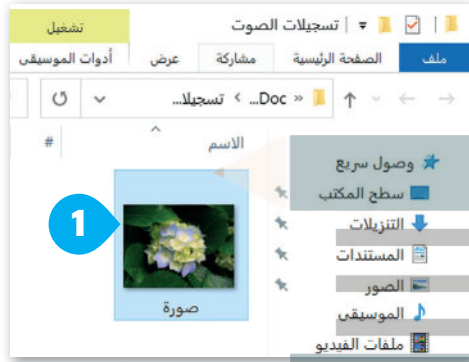 تسجيلات الصوت
تشغيل
ملف الصفحة الرئيسية مشاركة عرض أدوات الموسيقى
Doc... « تسجيلا... ‹
الاسم #
وصول سريع
سطح المكتب
التنزيلات
المستندات
الصور
الموسيقى
ملفات الفيديو
1
صورة